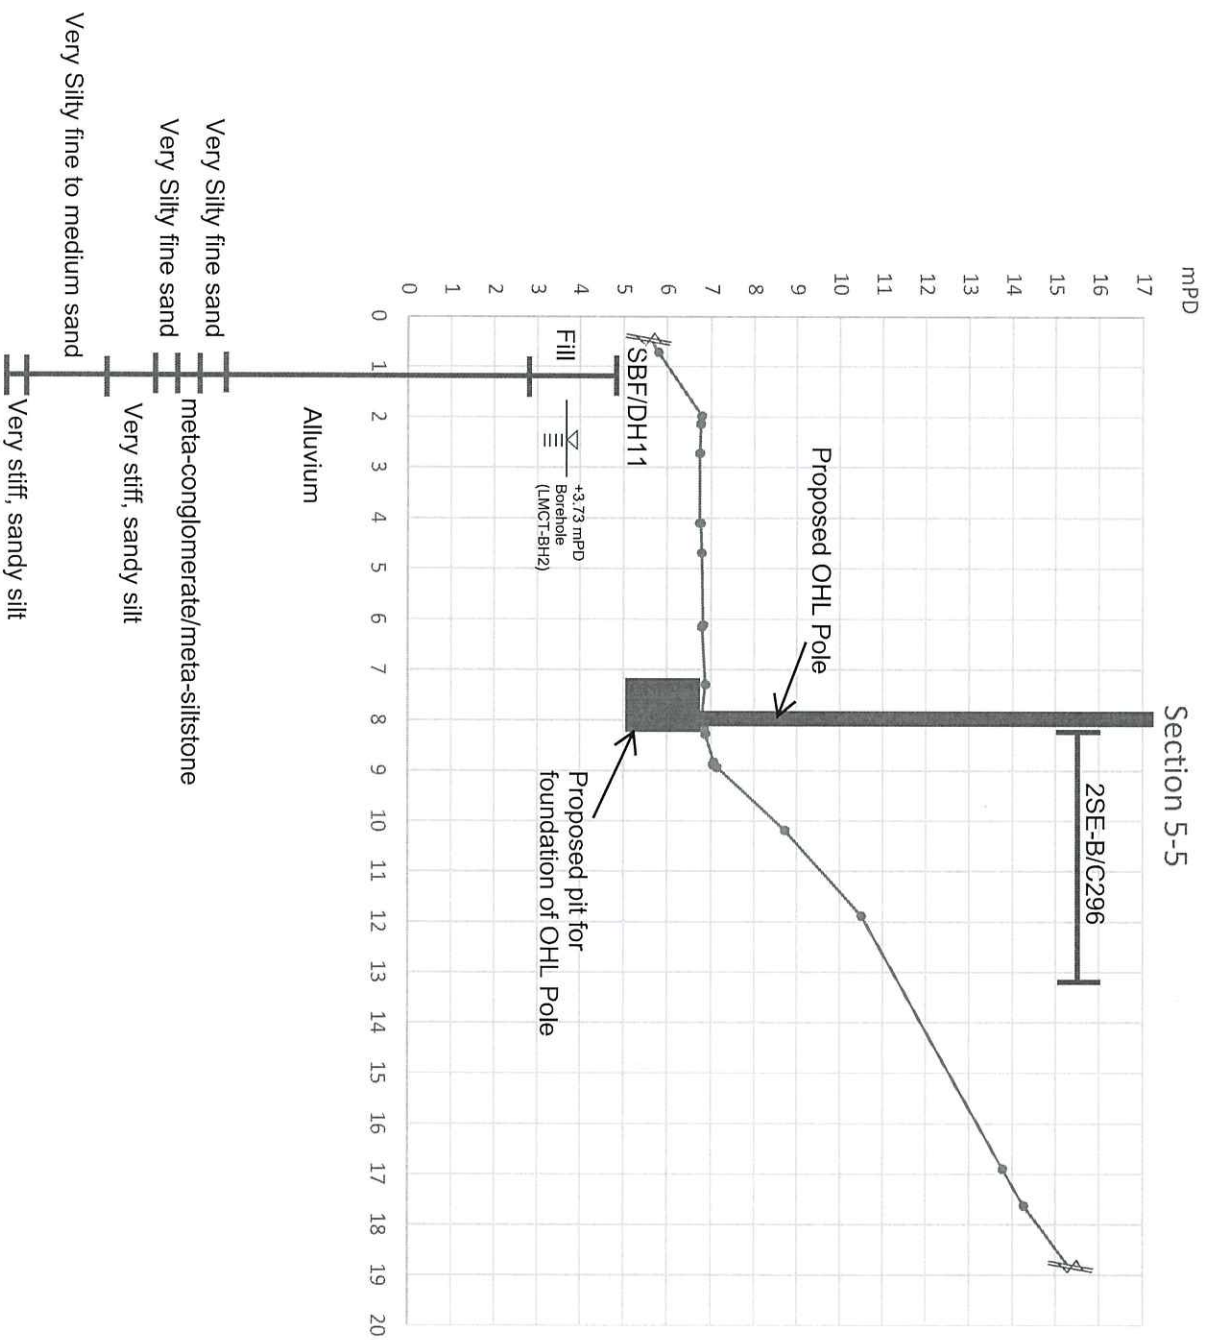 Section 5-5
mPD
17
16
15
14
13
12
11
10
9
8
7
6
5
4
3
2
1
0
0
1
2
3
4
5
6
7
8
9
10
11
12
13
14
15
16
17
18
19
20
2SE-B/C296
Proposed OHL Pole
SBF/DH11
Fill
+3.73 mPD
Borehole
(LMCT-BH2)
Proposed pit for
foundation of OHL Pole
Alluvium
Very Silty fine sand
meta-conglomerate/meta-siltstone
Very Silty fine sand
Very stiff, sandy silt
Very Silty fine to medium sand
Very stiff, sandy silt